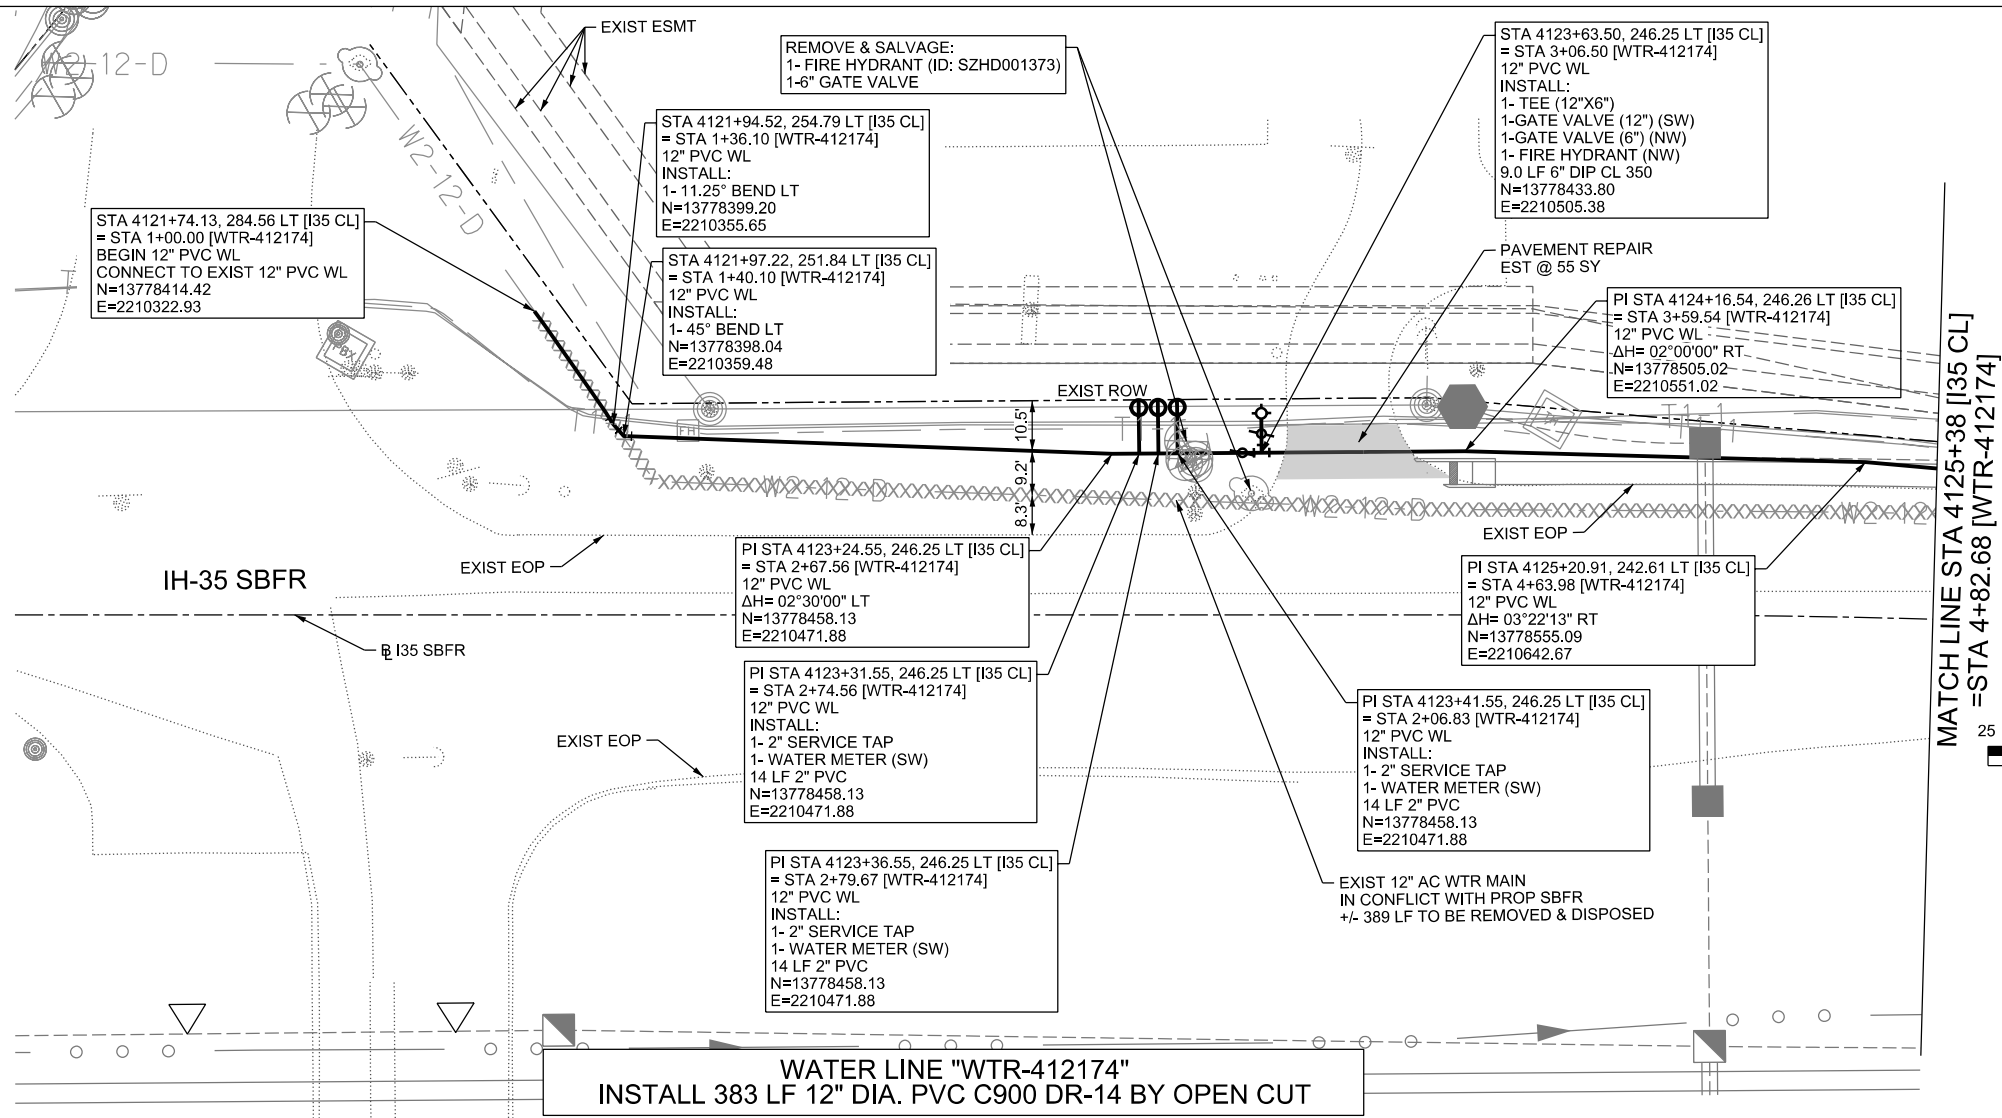 W2-12-D
EXIST ESMT
REMOVE & SALVAGE:
1- FIRE HYDRANT (ID: SZHD001373)
1-6" GATE VALVE
STA 4123+63.50, 246.25 LT [I35 CL]
= STA 3+06.50 [WTR-412174]
12" PVC WL
INSTALL:
1- TEE (12"X6")
1-GATE VALVE (12") (SW)
1-GATE VALVE (6") (NW)
1- FIRE HYDRANT (NW)
9.0 LF 6" DIP CL 350
N=13778433.80
E=2210505.38
W2-12-D
STA 4121+94.52, 254.79 LT [I35 CL]
= STA 1+36.10 [WTR-412174]
12" PVC WL
INSTALL:
1- 11.25° BEND LT
N=13778399.20
E=2210355.65
STA 4121+74.13, 284.56 LT [I35 CL]
= STA 1+00.00 [WTR-412174]
BEGIN 12" PVC WL
CONNECT TO EXIST 12" PVC WL
N=13778414.42
E=2210322.93
STA 4121+97.22, 251.84 LT [I35 CL]
= STA 1+40.10 [WTR-412174]
12" PVC WL
INSTALL:
1- 45° BEND LT
N=13778398.04
E=2210359.48
PAVEMENT REPAIR
EST @ 55 SY
PI STA 4124+16.54, 246.26 LT [I35 CL]
= STA 3+59.54 [WTR-412174]
12" PVC WL
ΔH= 02°00'00" RT
N=13778505.02
E=2210551.02
PBX
FH
EXIST ROW
10.5'
9.2'
8.3'
W2-12-D
W2-12-D
W2-12
MATCH LINE STA 4125+38 [I35 CL]
=STA 4+82.68 [WTR-412174]
25
EXIST EOP
EXIST EOP
IH-35 SBFR
PI STA 4123+24.55, 246.25 LT [I35 CL]
= STA 2+67.56 [WTR-412174]
12" PVC WL
ΔH= 02°30'00" LT
N=13778458.13
E=2210471.88
PI STA 4125+20.91, 242.61 LT [I35 CL]
= STA 4+63.98 [WTR-412174]
12" PVC WL
ΔH= 03°22'13" RT
N=13778555.09
E=2210642.67
BL I35 SBFR
PI STA 4123+31.55, 246.25 LT [I35 CL]
= STA 2+74.56 [WTR-412174]
12" PVC WL
INSTALL:
1- 2" SERVICE TAP
1- WATER METER (SW)
14 LF 2" PVC
N=13778458.13
E=2210471.88
PI STA 4123+41.55, 246.25 LT [I35 CL]
= STA 2+06.83 [WTR-412174]
12" PVC WL
INSTALL:
1- 2" SERVICE TAP
1- WATER METER (SW)
14 LF 2" PVC
N=13778458.13
E=2210471.88
EXIST EOP
PI STA 4123+36.55, 246.25 LT [I35 CL]
= STA 2+79.67 [WTR-412174]
12" PVC WL
INSTALL:
1- 2" SERVICE TAP
1- WATER METER (SW)
14 LF 2" PVC
N=13778458.13
E=2210471.88
EXIST 12" AC WTR MAIN
IN CONFLICT WITH PROP SBFR
+/- 389 LF TO BE REMOVED & DISPOSED
WATER LINE "WTR-412174"
INSTALL 383 LF 12" DIA. PVC C900 DR-14 BY OPEN CUT